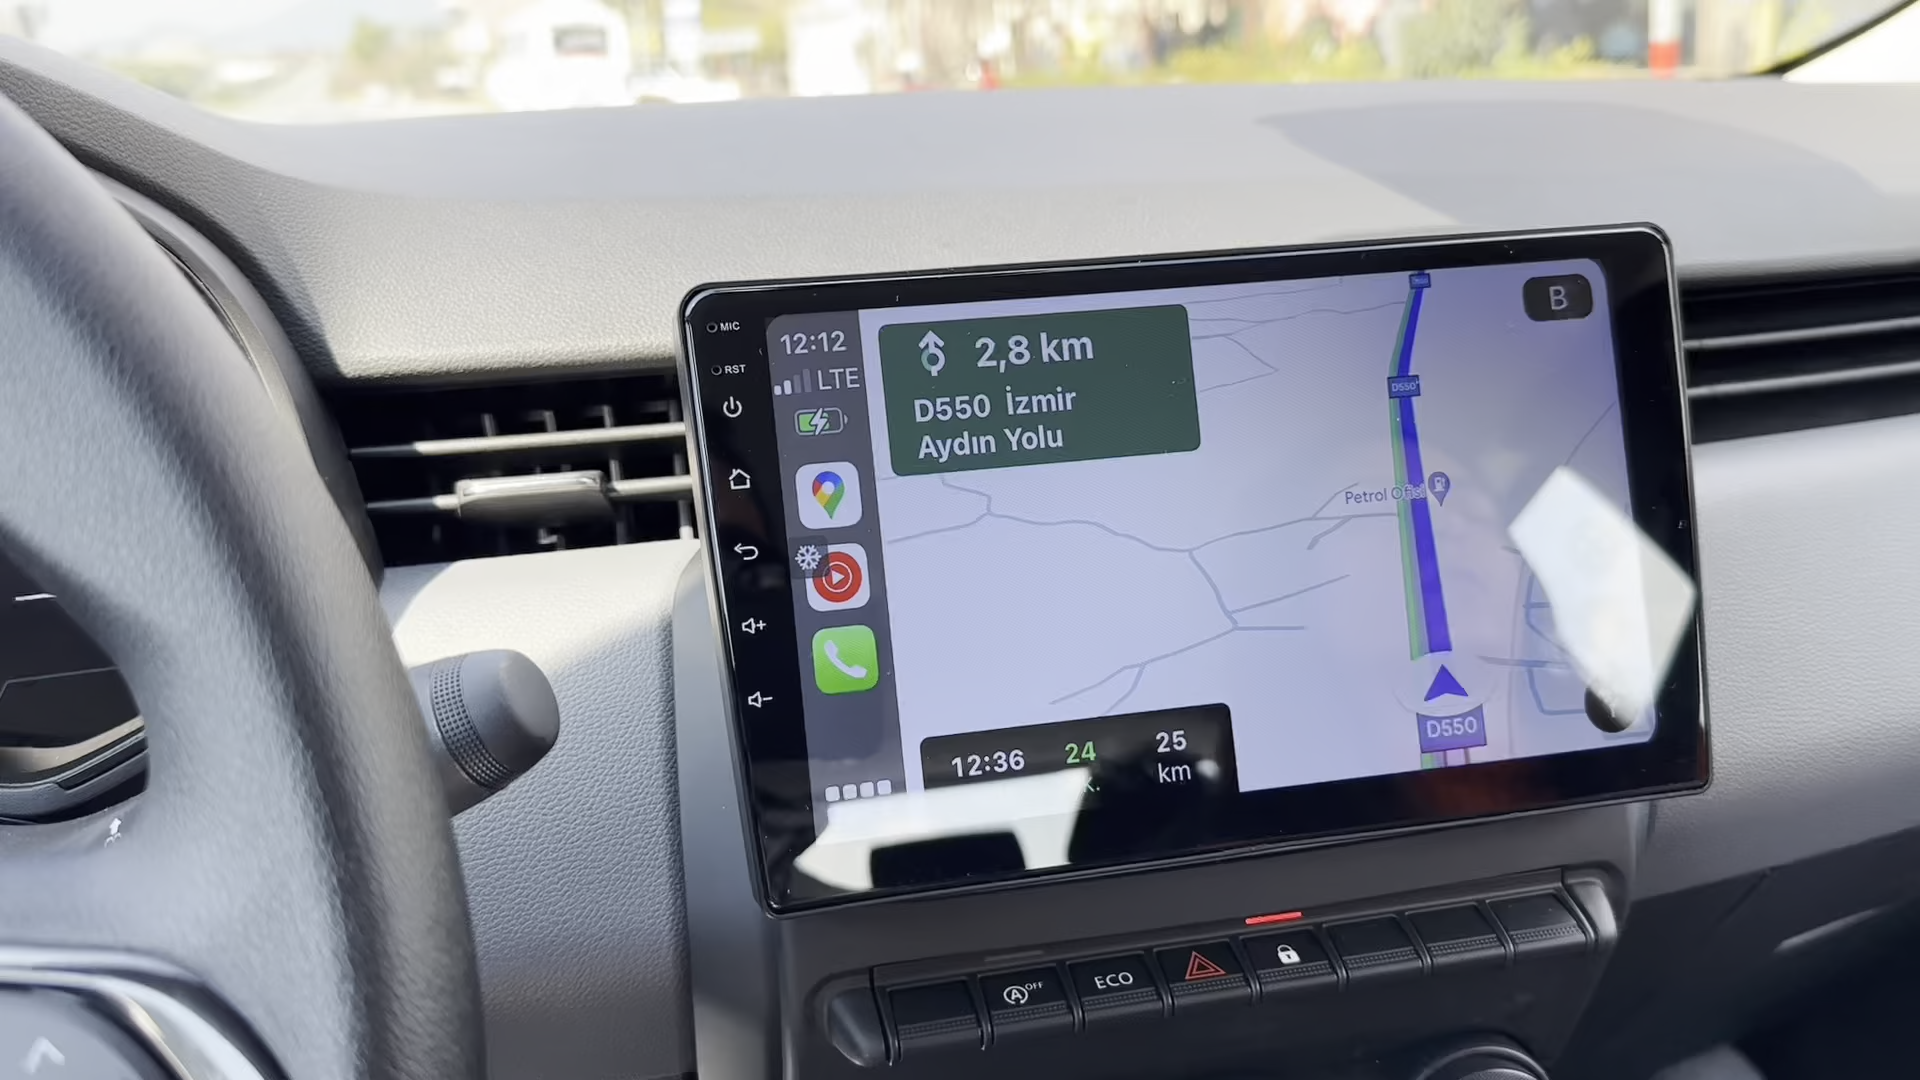 MIC
RST
12:12
LTE
2,8 km
D550 İzmir
Aydın Yolu
B
D550
Petrol Ofisi
D550
12:36 24 25
km
A OFF
ECO